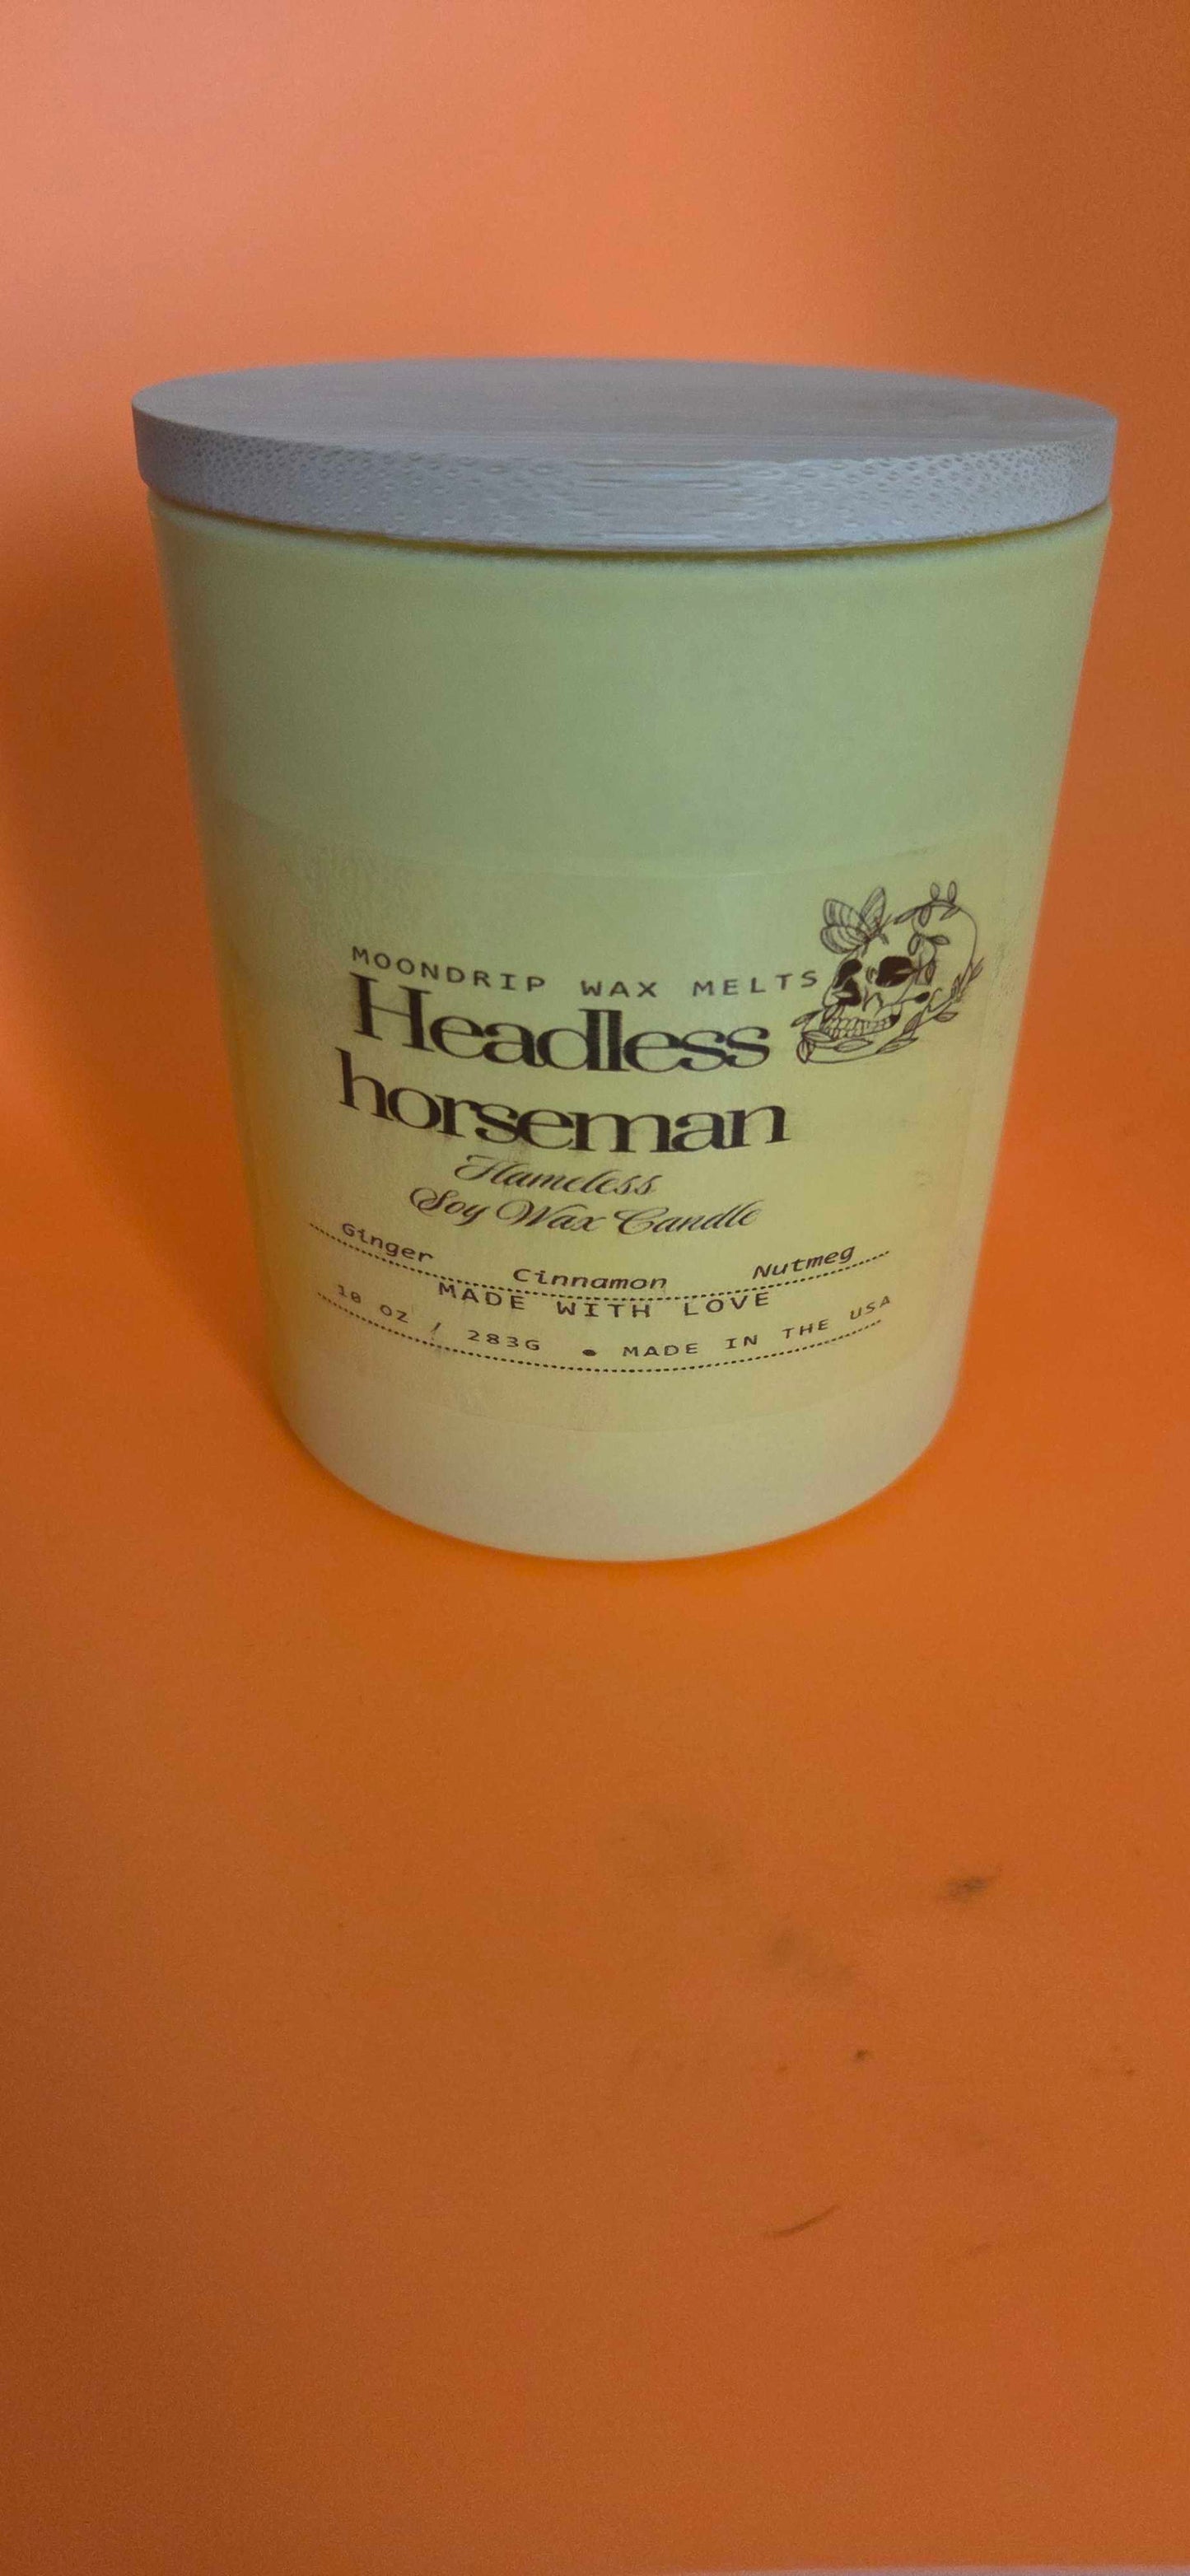 MOONDRIP WAX MELTS
Headless
horseman
Flameless
Soy Wax Candle
Ginger Cinnamon Nutmeg
MADE WITH LOVE
10 OZ / 283G • MADE IN THE USA